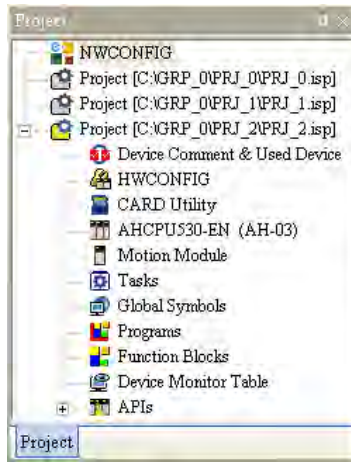 Project
NWCONFIG
Project [C:\GRP_0\PRJ_0\PRJ_0.isp]
Project [C:\GRP_0\PRJ_1\PRJ_1.isp]
Project [C:\GRP_0\PRJ_2\PRJ_2.isp]
Device Comment & Used Device
HWCONFIG
CARD Utility
AHCPU530-EN (AH-03)
Motion Module
Tasks
Global Symbols
Programs
Function Blocks
Device Monitor Table
APIs
Project